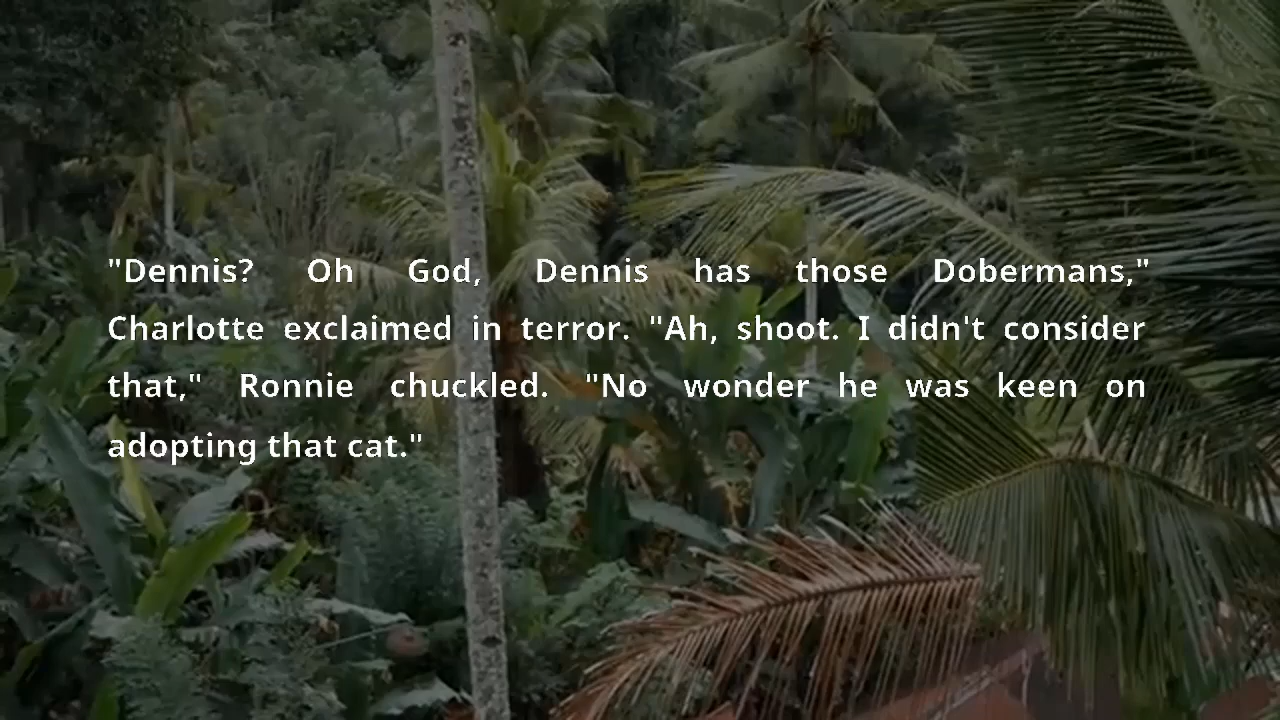 "Dennis? Oh God, Dennis has those Dobermans,"
Charlotte exclaimed in terror. "Ah, shoot. I didn't consider
that," Ronnie chuckled. "No wonder he was keen on
adopting that cat."